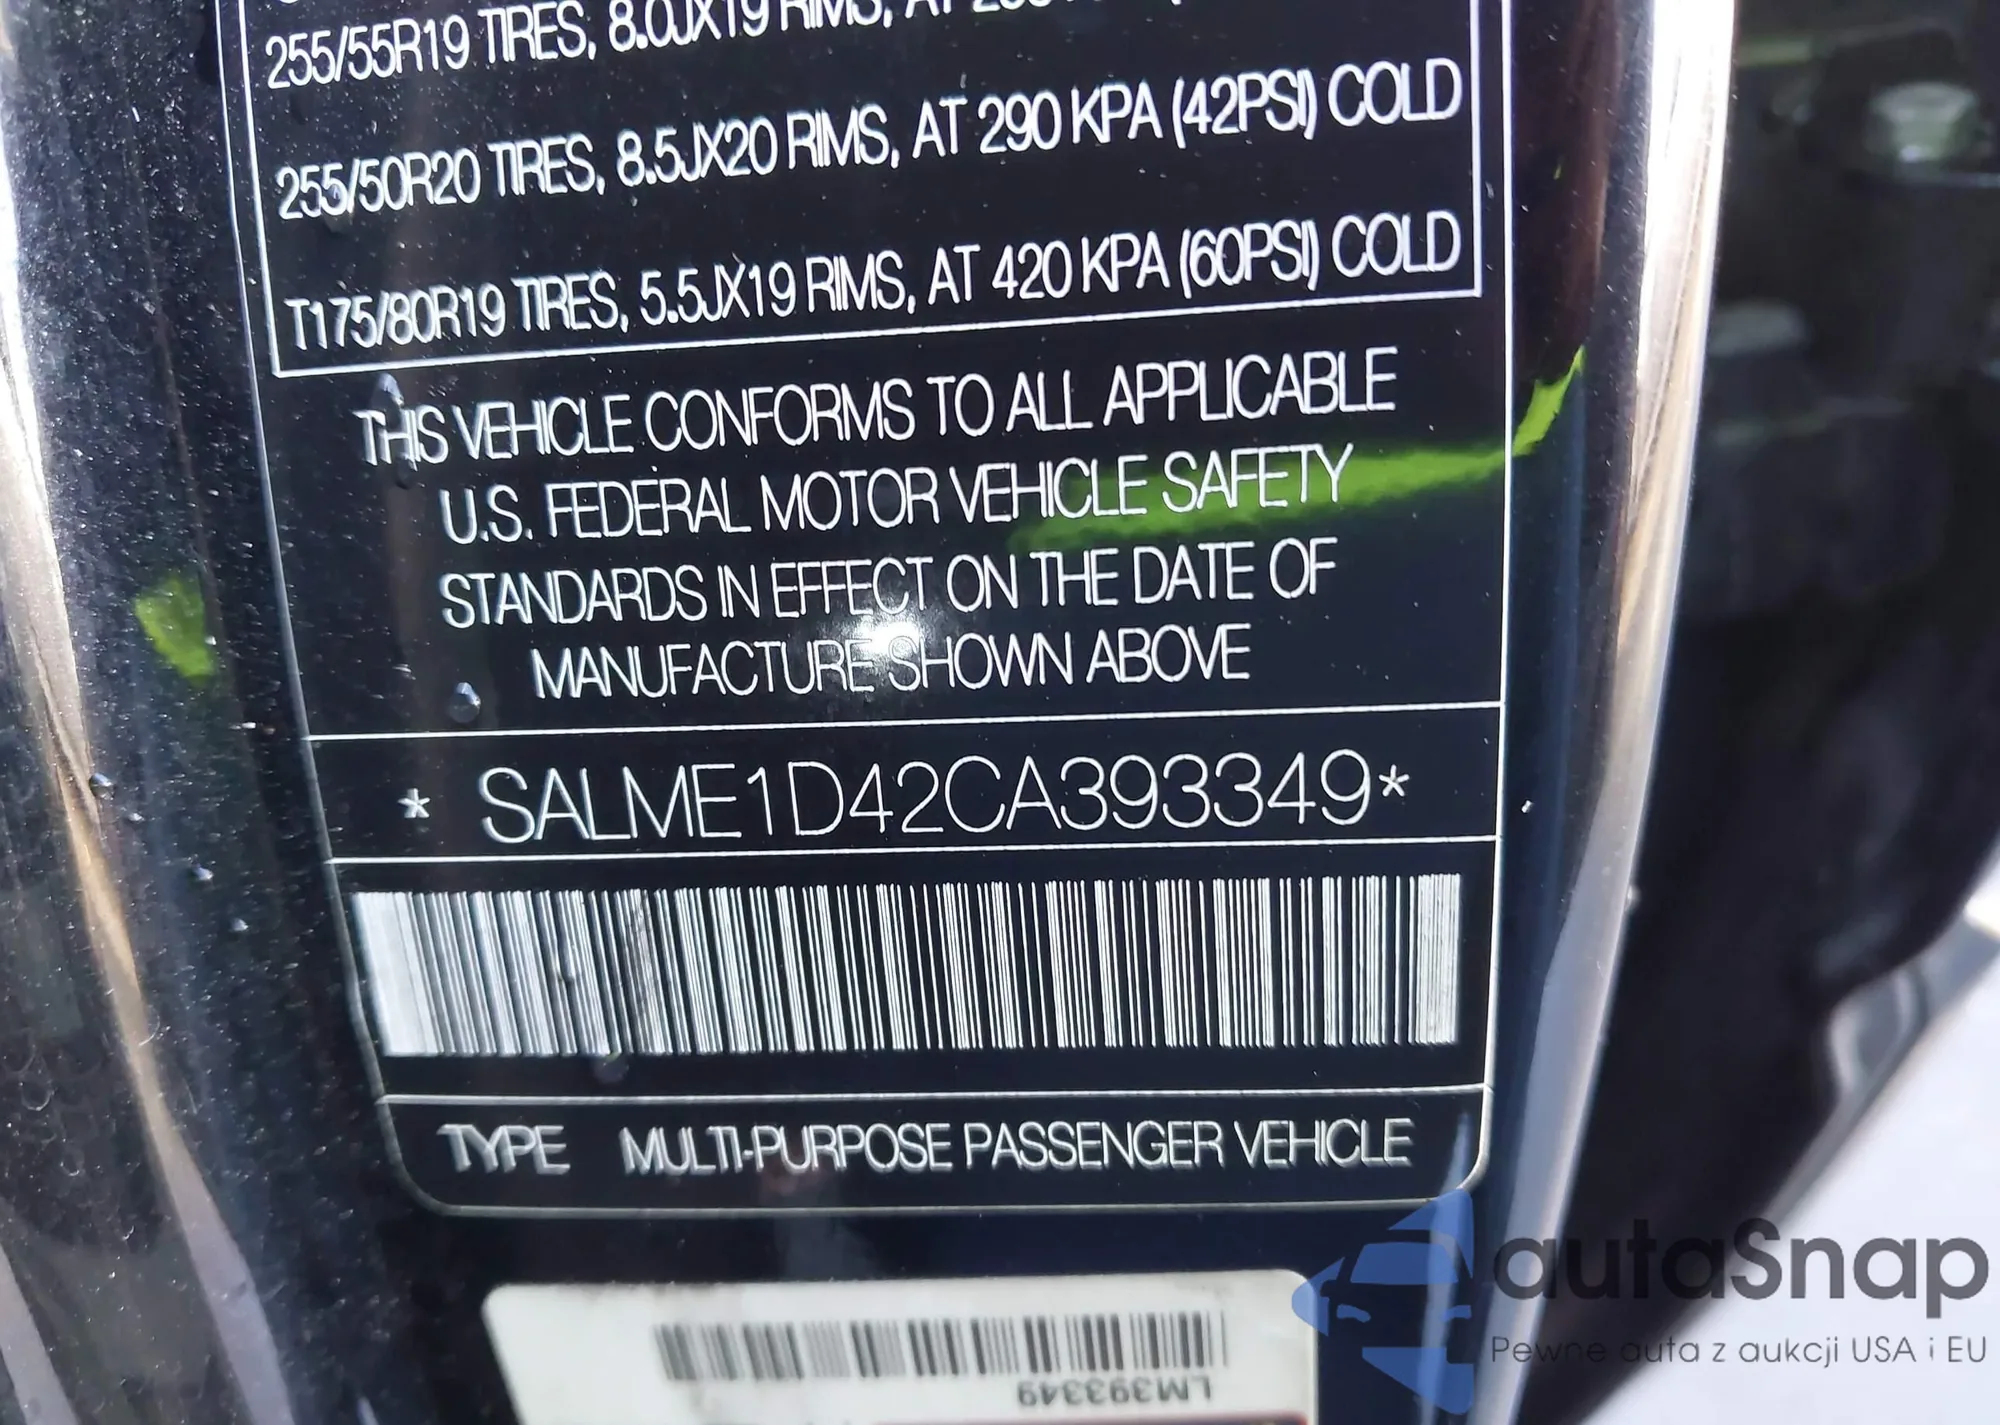 255/55R19 TIRES, 8.0JX19 RIMS, AT
255/50R20 TIRES, 8.5JX20 RIMS, AT 290 KPA (42PSI) COLD
T175/80R19 TIRES, 5.5JX19 RIMS, AT 420 KPA (60PSI) COLD
THIS VEHICLE CONFORMS TO ALL APPLICABLE
U.S. FEDERAL MOTOR VEHICLE SAFETY
STANDARDS IN EFFECT ON THE DATE OF
MANUFACTURE SHOWN ABOVE
* SALME1D42CA393349*
TYPE MULTI-PURPOSE PASSENGER VEHICLE
LM393349
autaSnap
Pewne auta z aukcji USA i EU